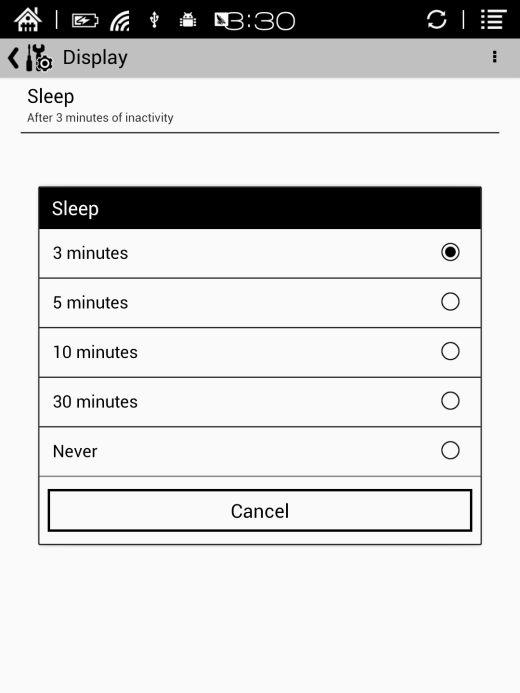 3:30
Display
Sleep
After 3 minutes of inactivity
Sleep
3 minutes
5 minutes
10 minutes
30 minutes
Never
Cancel